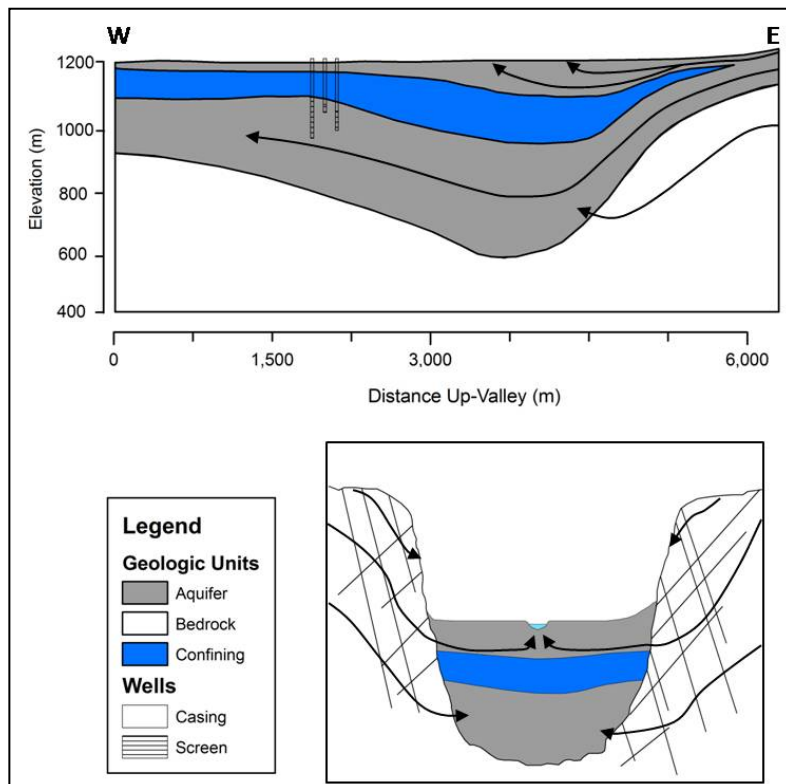 W
E
1200
1000
800
600
400
Elevation (m)
0
1,500
3,000
6,000
Distance Up-Valley (m)
Legend
Geologic Units
Aquifer
Bedrock
Confining
Wells
Casing
Screen